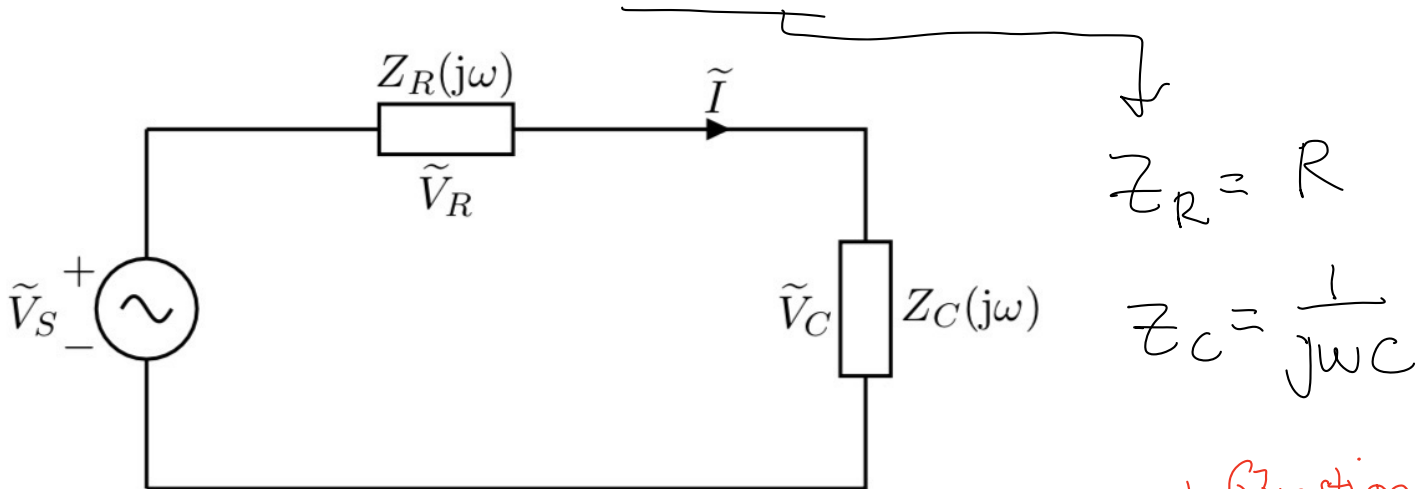 Z_R(jω)
Ĩ
Ṽ_R
Z_R = R
+
Ṽ_S
−
Ṽ_C
Z_C(jω)
Z_C = 1/jωC